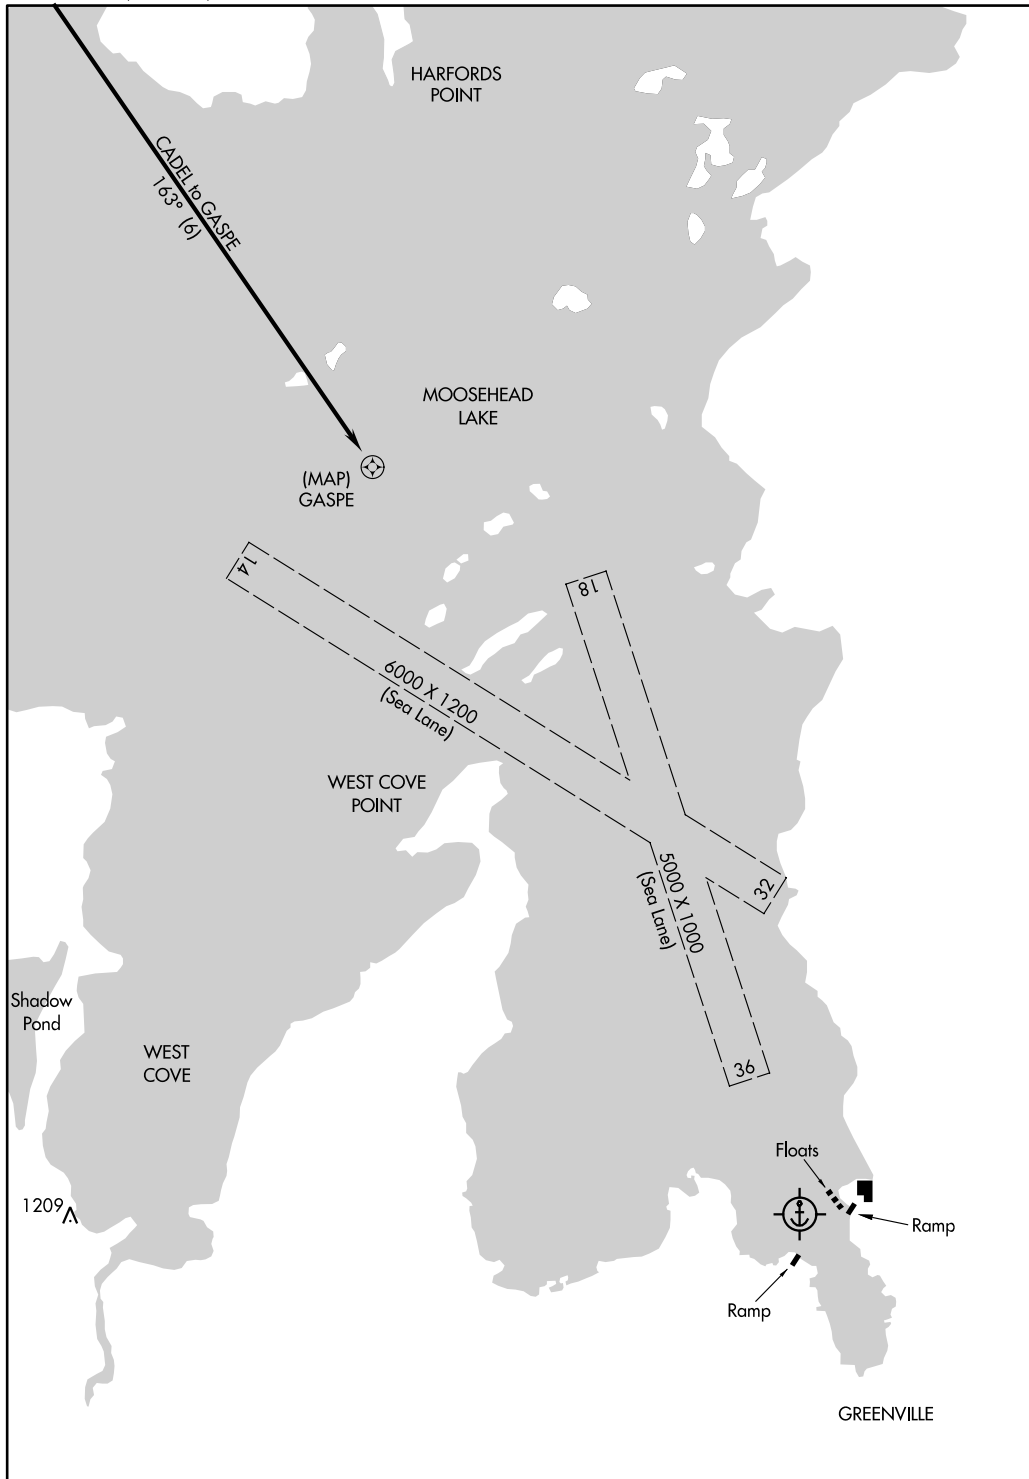 HARFORDS
POINT
CADEL to GASPE
163° (6)
MOOSEHEAD
LAKE
(MAP)
GASPE
14
18
6000 X 1200
(Sea Lane)
WEST COVE
POINT
5000 X 1000
(Sea Lane)
32
Shadow
Pond
WEST
COVE
36
Floats
1209
Ramp
Ramp
GREENVILLE